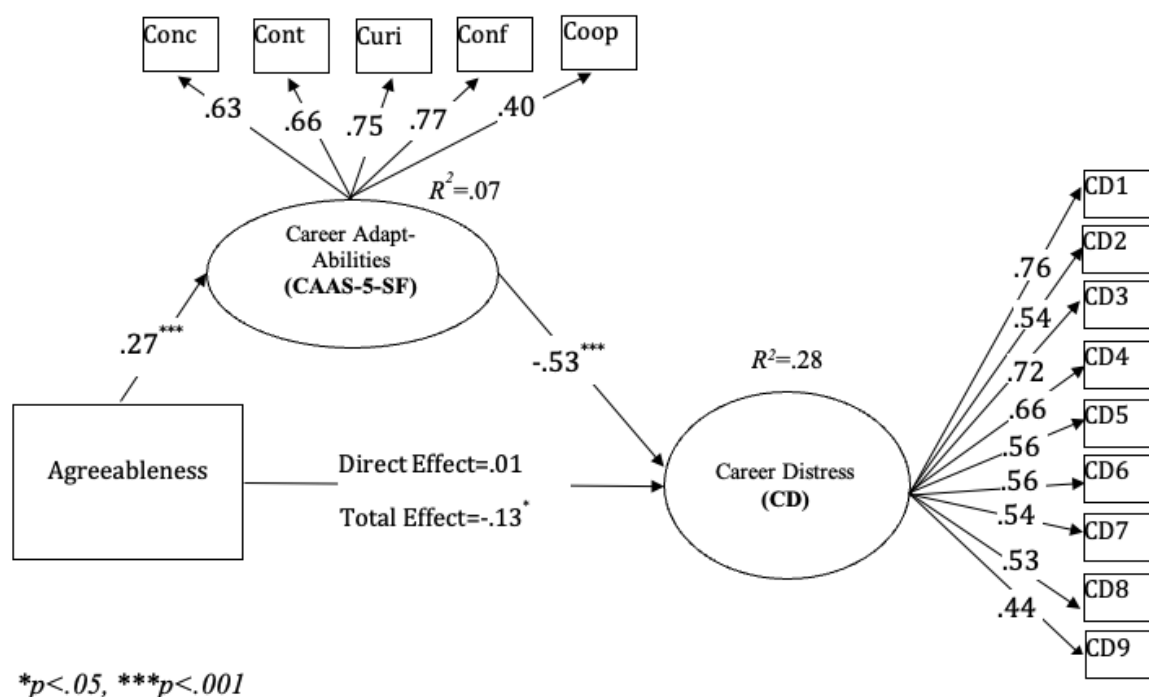 Conc Cont Curi Conf Coop
.63 .66 .75 .77 .40
R²=.07
Career Adapt-
Abilities
(CAAS-5-SF)
.27***
-.53***
Agreeableness
Direct Effect=.01
Total Effect=-.13*
R²=.28
Career Distress
(CD)
CD1
CD2
CD3
CD4
CD5
CD6
CD7
CD8
CD9
.76
.54
.72
.66
.56
.56
.54
.53
.44
*p<.05, ***p<.001